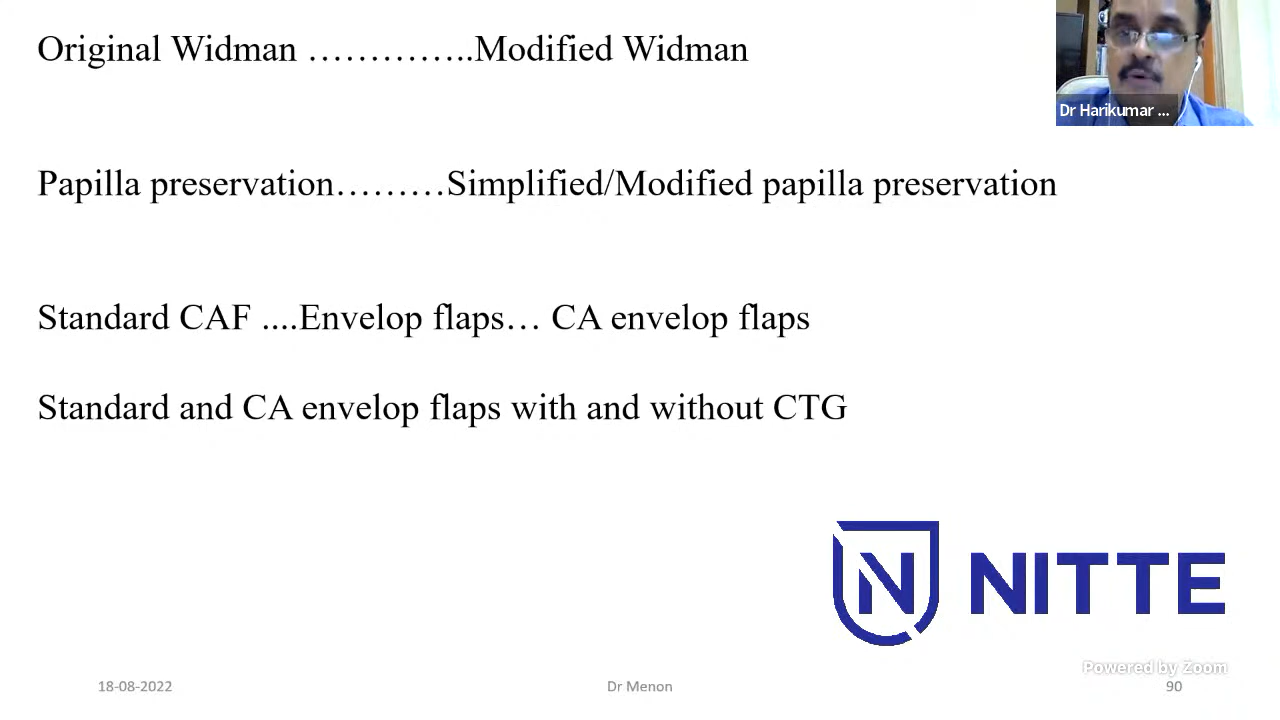 Original Widman …………..Modified Widman
Dr Harikumar ...
Papilla preservation………Simplified/Modified papilla preservation
Standard CAF ....Envelop flaps… CA envelop flaps
Standard and CA envelop flaps with and without CTG
N NITTE
Powered by Zoom
18-08-2022 Dr Menon 90